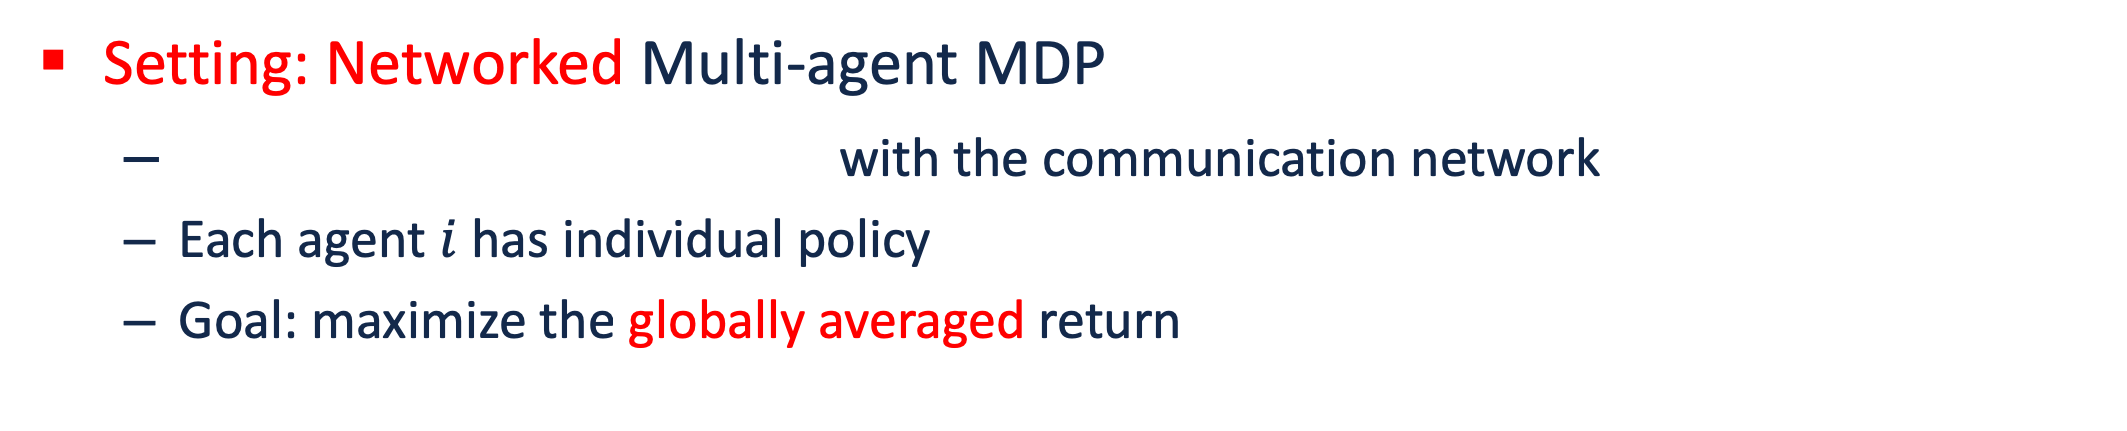 ▪ Setting: Networked Multi-agent MDP
– with the communication network
– Each agent 𝑖 has individual policy
– Goal: maximize the globally averaged return